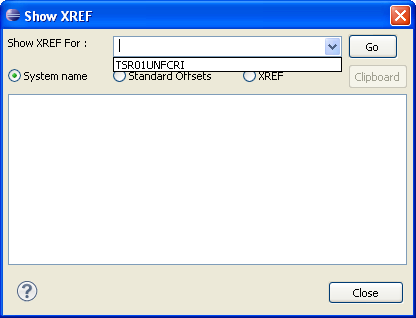 Show XREF
Show XREF For :
Go
TSR01UNFCRI
System name
Standard Offsets
XREF
Clipboard
?
Close